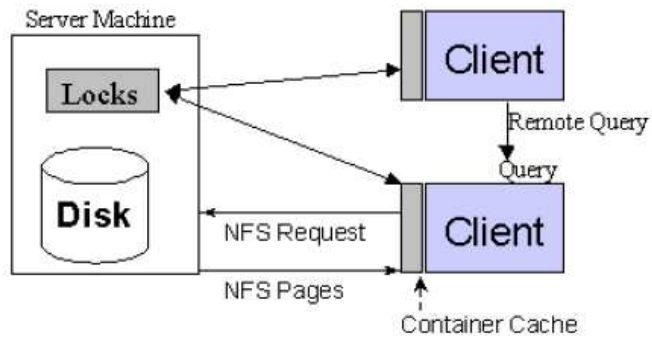 Server Machine
Locks
Disk
Client
Remote Query
Query
Client
NFS Request
NFS Pages
Container Cache